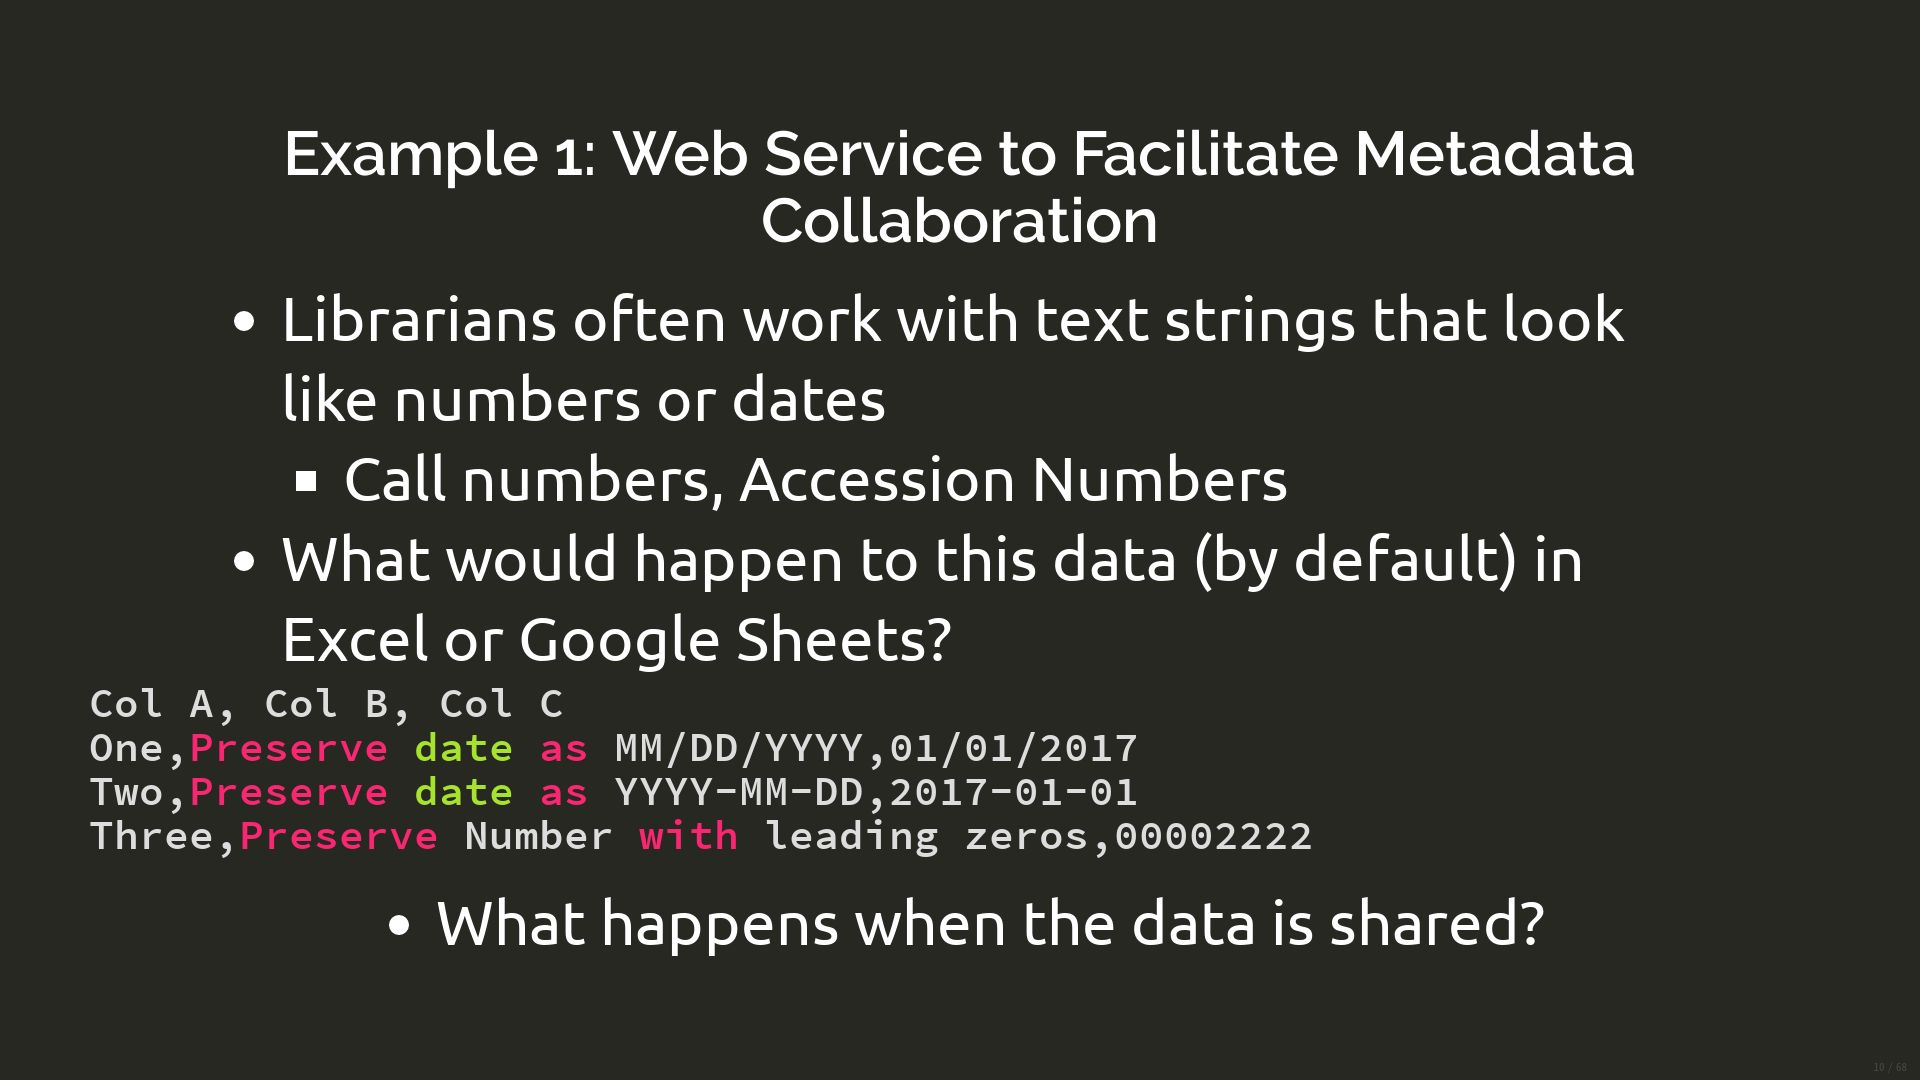 Example 1: Web Service to Facilitate Metadata
Collaboration
• Librarians often work with text strings that look
like numbers or dates
▪ Call numbers, Accession Numbers
• What would happen to this data (by default) in
Excel or Google Sheets?
Col A, Col B, Col C
One,Preserve date as MM/DD/YYYY,01/01/2017
Two,Preserve date as YYYY-MM-DD,2017-01-01
Three,Preserve Number with leading zeros,00002222
• What happens when the data is shared?
10 / 68